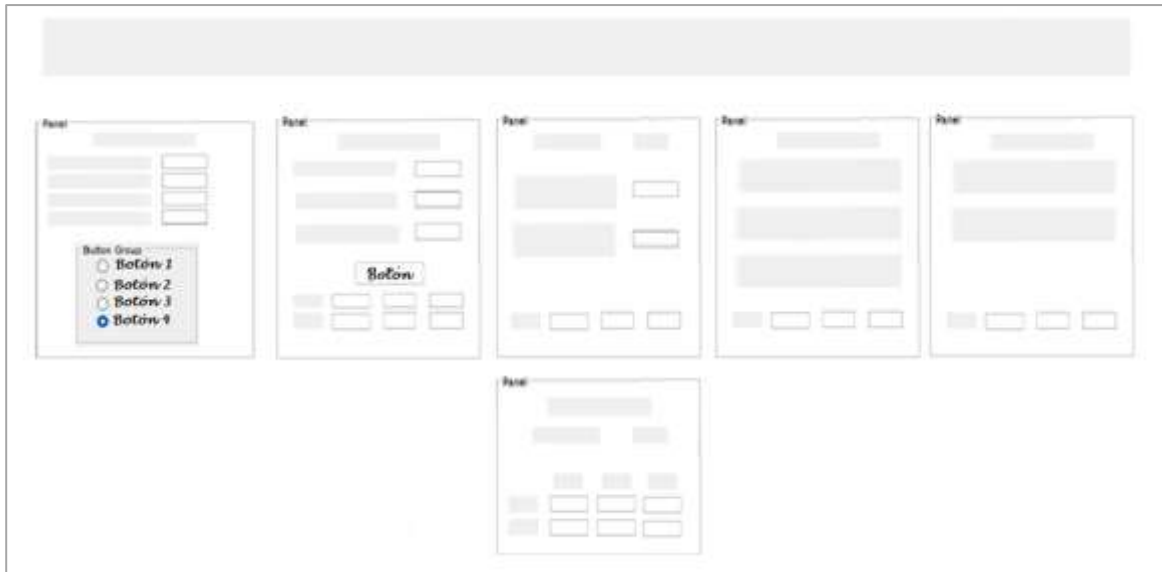 Panel
Panel
Panel
Panel
Panel
Button Group
Botón 1
Botón 2
Botón 3
Botón 4
Botón
Panel